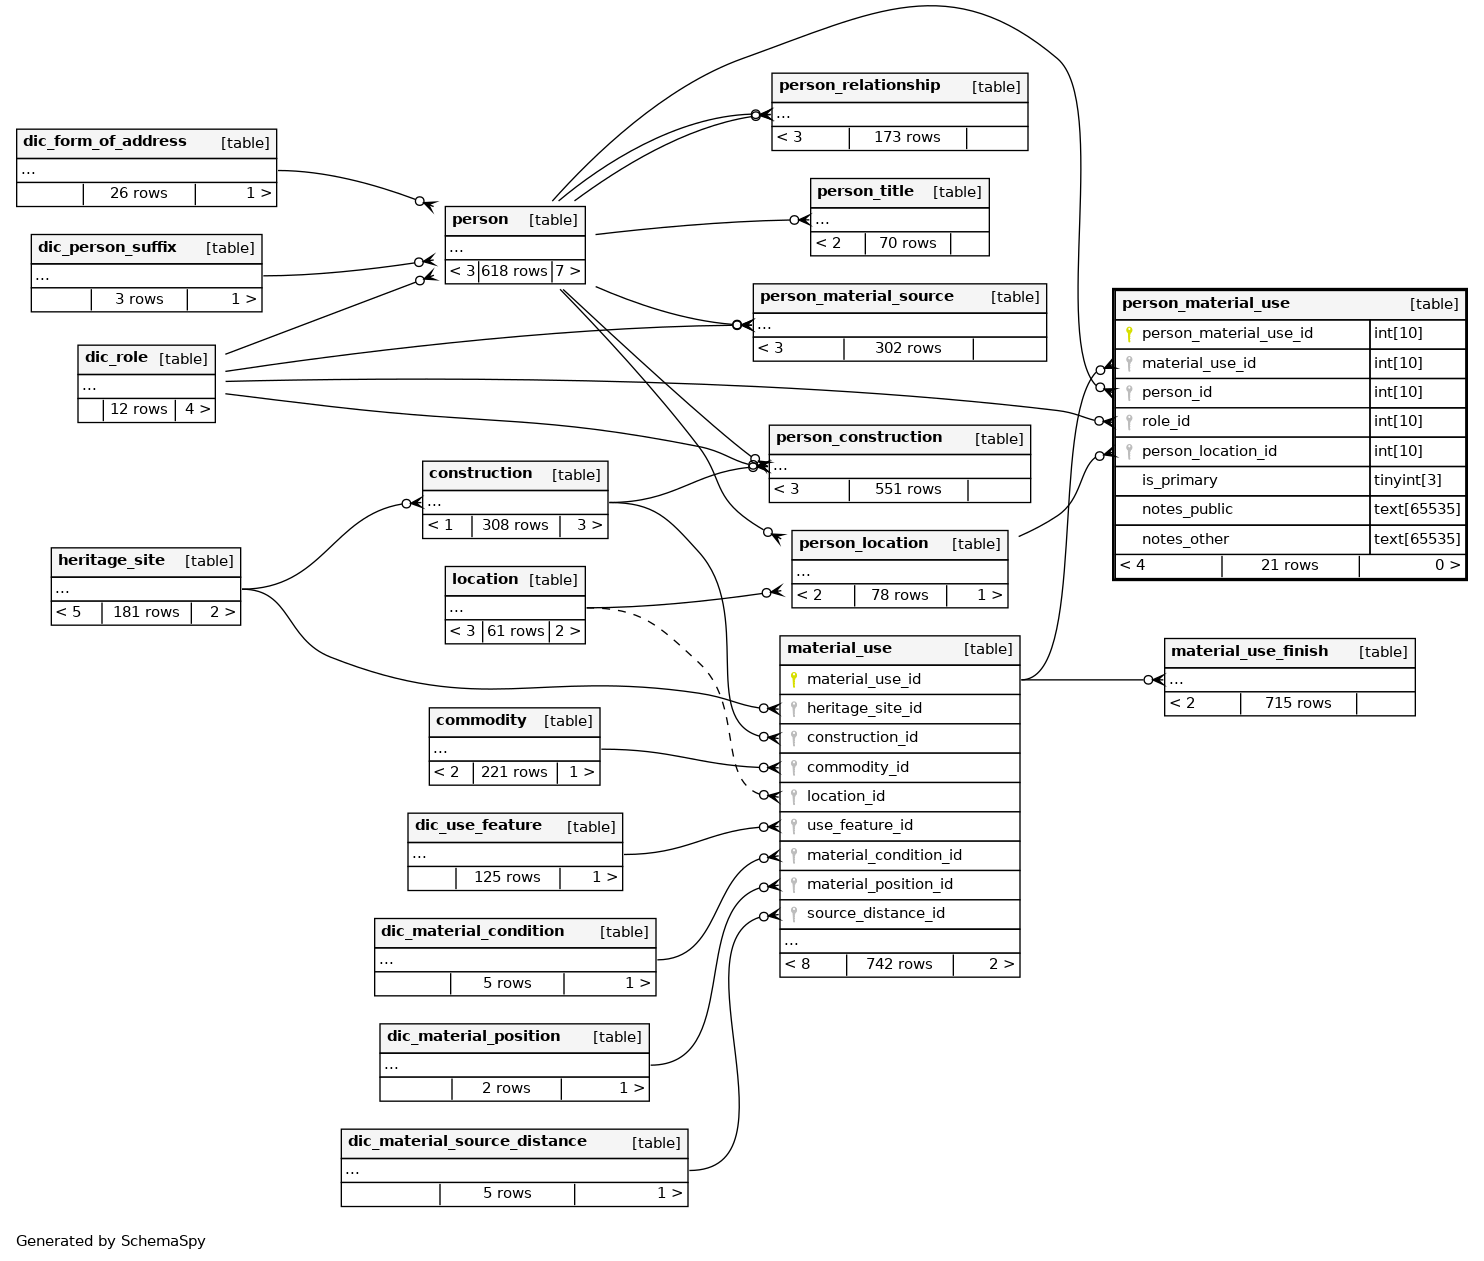 person_relationship [table]
...
< 3 173 rows
dic_form_of_address [table]
...
26 rows 1 >
person_title [table]
...
< 2 70 rows
person [table]
...
< 3 618 rows 7 >
dic_person_suffix [table]
...
3 rows 1 >
person_material_source [table]
...
< 3 302 rows
person_material_use [table]
person_material_use_id int[10]
material_use_id int[10]
person_id int[10]
role_id int[10]
person_location_id int[10]
is_primary tinyint[3]
notes_public text[65535]
notes_other text[65535]
< 4 21 rows 0 >
dic_role [table]
...
12 rows 4 >
person_construction [table]
...
< 3 551 rows
construction [table]
...
< 1 308 rows 3 >
person_location [table]
...
< 2 78 rows 1 >
heritage_site [table]
...
< 5 181 rows 2 >
location [table]
...
< 3 61 rows 2 >
material_use [table]
material_use_id
heritage_site_id
construction_id
commodity_id
location_id
use_feature_id
material_condition_id
material_position_id
source_distance_id
...
< 8 742 rows 2 >
material_use_finish [table]
...
< 2 715 rows
commodity [table]
...
< 2 221 rows 1 >
dic_use_feature [table]
...
125 rows 1 >
dic_material_condition [table]
...
5 rows 1 >
dic_material_position [table]
...
2 rows 1 >
dic_material_source_distance [table]
...
5 rows 1 >
Generated by SchemaSpy